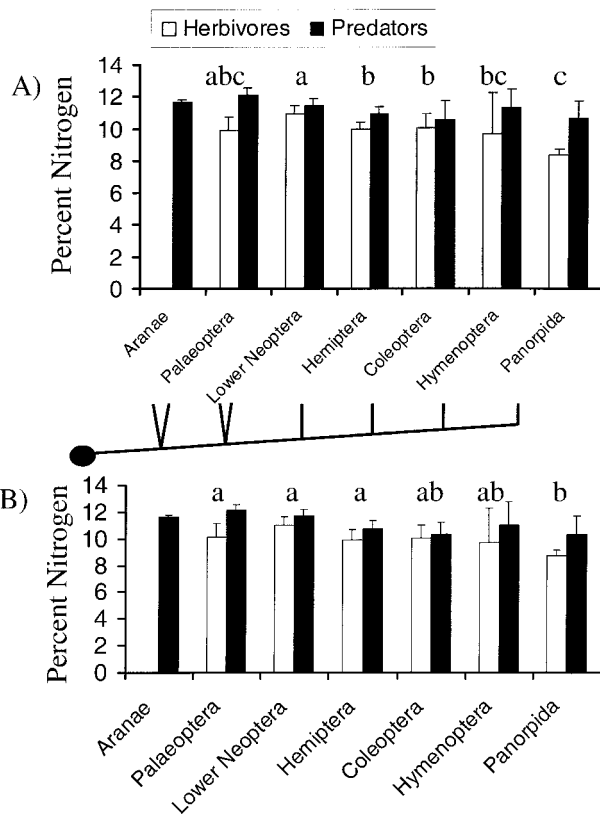 Herbivores Predators
A)
abc a b b bc c
Percent Nitrogen
14
12
10
8
6
4
2
0
Aranae Palaeoptera Lower Neoptera Hemiptera Coleoptera Hymenoptera Panorpida
B)
a a a ab ab b
Percent Nitrogen
14
12
10
8
6
4
2
0
Aranae Palaeoptera Lower Neoptera Hemiptera Coleoptera Hymenoptera Panorpida